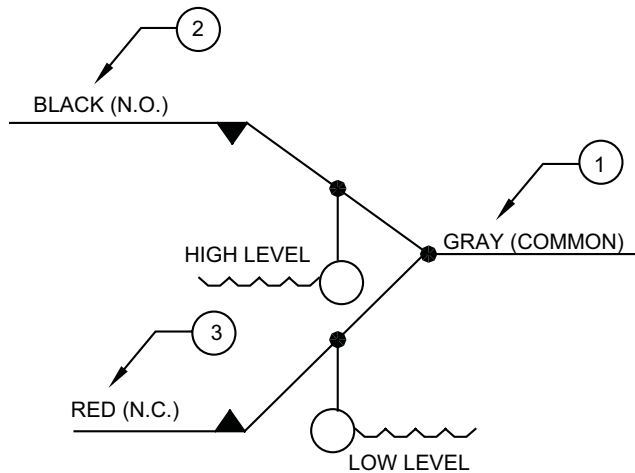 2
BLACK (N.O.)
1
GRAY (COMMON)
HIGH LEVEL
3
RED (N.C.)
LOW LEVEL